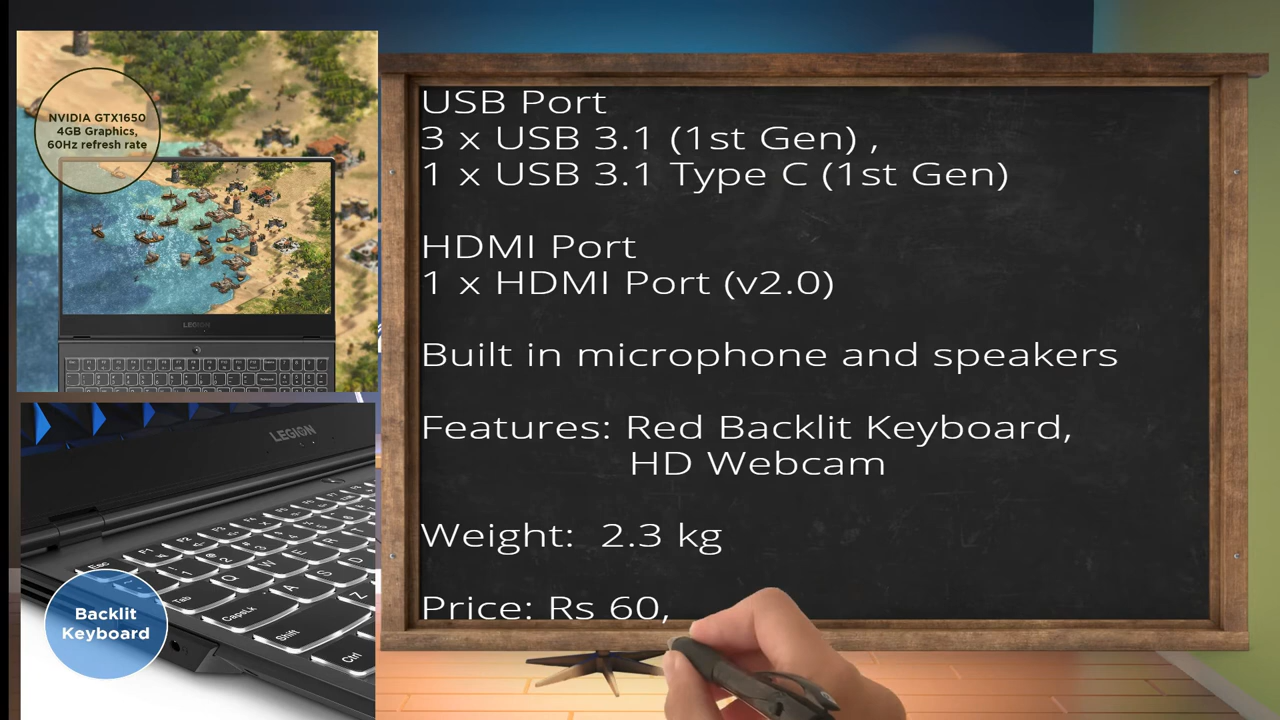 NVIDIA GTX1650
4GB Graphics,
60Hz refresh rate
LEGION
LEGION
Backlit
Keyboard
USB Port
3 x USB 3.1 (1st Gen) ,
1 x USB 3.1 Type C (1st Gen)
HDMI Port
1 x HDMI Port (v2.0)
Built in microphone and speakers
Features: Red Backlit Keyboard,
HD Webcam
Weight: 2.3 kg
Price: Rs 60,